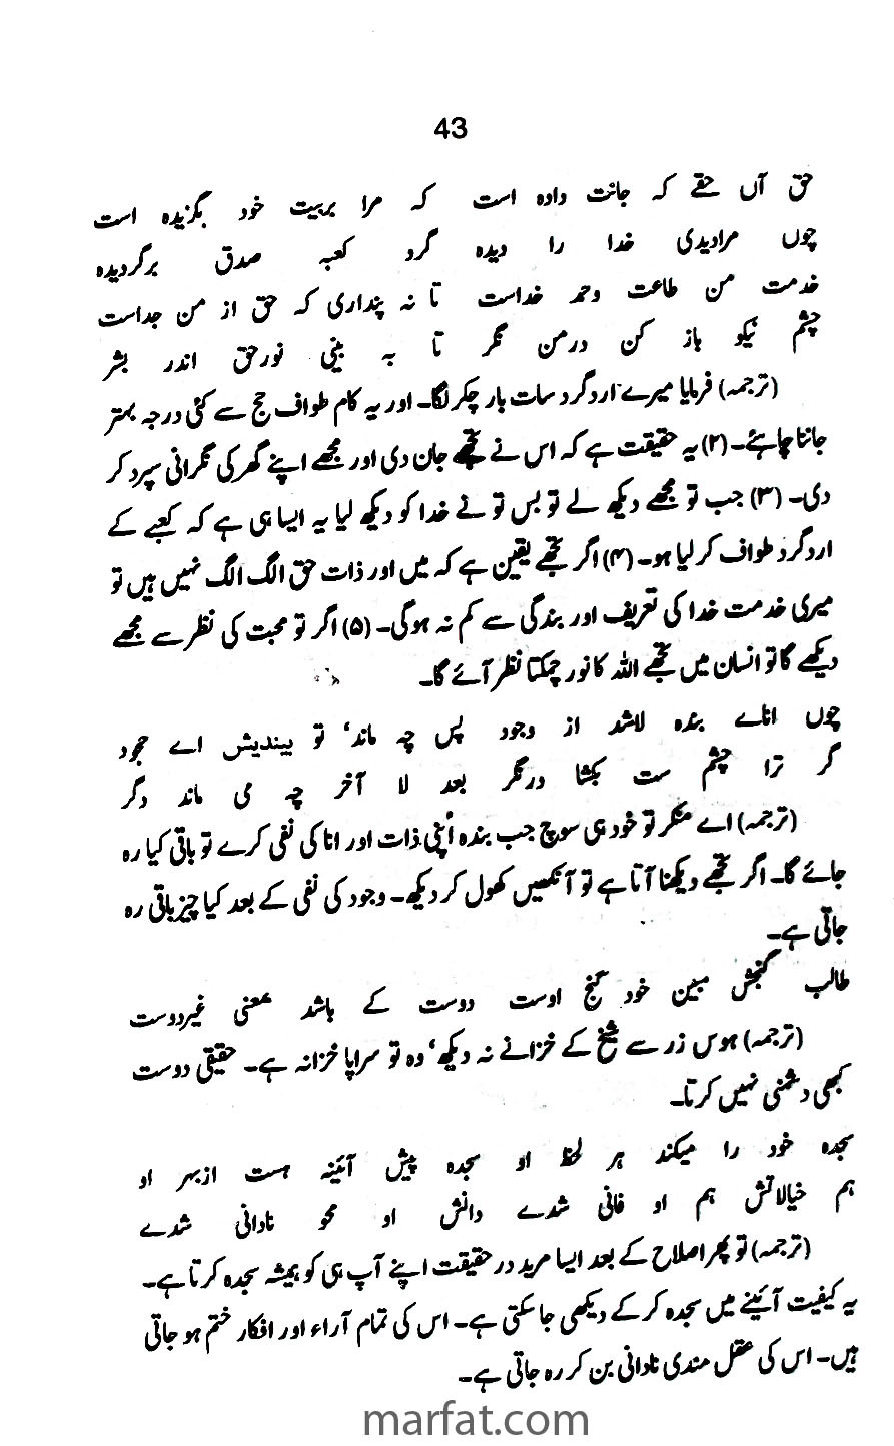 43
حق آں حقے کہ جانت دادہ است کہ مرا بربیت خود بگزیدہ است
چوں مرادیدی خدا را دیدہ گرد کعبہ صدق برگردیدہ
خدمت من طاعت وحمد خداست تا نہ پنداری کہ حق از من جداست
چشم نیکو باز کن درمن نگر تا بہ بینی نورحق اندر بشر
(ترجمہ) فرمایا میرے اردگرد سات بار چکر لگا۔ اور یہ کام طواف حج سے کئی درجہ بہتر
جاننا چاہئے۔ (۲) یہ حقیقت ہے کہ اس نے تجھے جان دی اور مجھے اپنے گھر کی نگرانی سپرد کر
دی۔ (۳) جب تو مجھے دیکھ لے تو بس تو نے خدا کو دیکھ لیا یہ ایسا ہی ہے کہ کعبے کے
اردگرد طواف کر لیا ہو۔ (۴) اگر تجھے یقین ہے کہ میں اور ذات حق الگ الگ نہیں ہیں تو
میری خدمت خدا کی تعریف اور بندگی سے کم نہ ہوگی۔ (۵) اگر تو محبت کی نظر سے مجھے
دیکھے گا تو انسان میں تجھے اللہ کا نور چمکتا نظر آئے گا۔
چوں اناے بندہ لاشد از وجود پس چہ ماند‘ تو بیندیش اے حجود
گر ترا چشم ست بکشا درنگر بعد لا آخر چہ می ماند دگر
(ترجمہ) اے منکر تو خود ہی سوچ جب بندہ اپنی ذات اور انا کی نفی کرے تو باقی کیا رہ
جائے گا۔ اگر تجھے دیکھنا آتا ہے تو آنکھیں کھول کر دیکھ۔ وجود کی نفی کے بعد کیا چیز باقی رہ
جاتی ہے۔
طالب گنجش مبین خود گنج اوست دوست کے باشد معنی غیردوست
(ترجمہ) ہوس زر سے شیخ کے خزانے نہ دیکھ‘ وہ تو سراپا خزانہ ہے۔ حقیقی دوست
کبھی دشمنی نہیں کرتا۔
سجدہ خود را میکند ہر لحظ او سجدہ پیش آئینہ ہست ازبہر او
ہم خیالاتش ہم او فانی شدے دانش او محو نادانی شدے
(ترجمہ) تو پھر اصلاح کے بعد ایسا مرید درحقیقت اپنے آپ ہی کو ہمیشہ سجدہ کرتا ہے۔
یہ کیفیت آئینے میں سجدہ کر کے دیکھی جا سکتی ہے۔ اس کی تمام آراء اور افکار ختم ہو جاتی
ہیں۔ اس کی عقل مندی نادانی بن کر رہ جاتی ہے۔
marfat.com